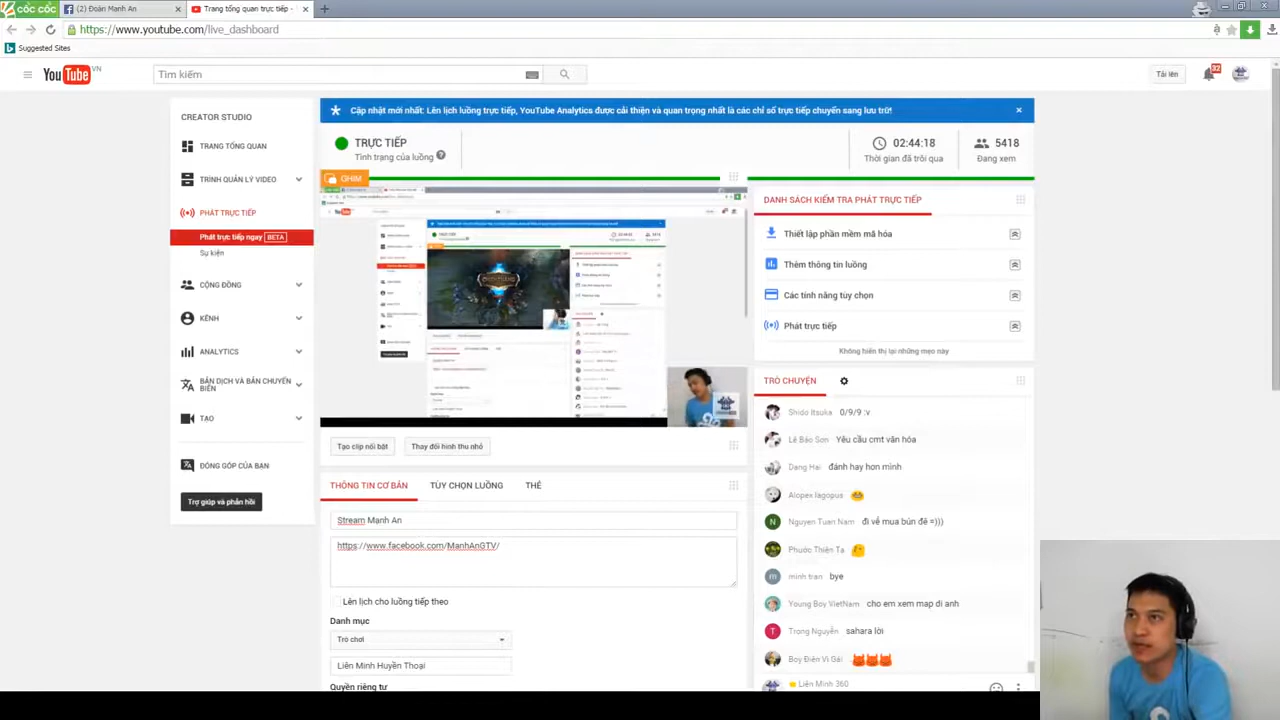 cốc cốc
(2) Đoàn Mạnh An
Trang tổng quan trực tiếp -
https://www.youtube.com/live_dashboard
Suggested Sites
YouTube VN
Tìm kiếm
Tải lên
32
CREATOR STUDIO
TRANG TỔNG QUAN
TRÌNH QUẢN LÝ VIDEO
PHÁT TRỰC TIẾP
Phát trực tiếp ngay BETA
Sự kiện
CỘNG ĐỒNG
KÊNH
ANALYTICS
BẢN DỊCH VÀ BẢN CHUYỂN
BIÊN
TẠO
ĐÓNG GÓP CỦA BẠN
Trợ giúp và phản hồi
Cập nhật mới nhất: Lên lịch luồng trực tiếp, YouTube Analytics được cải thiện và quan trọng nhất là các chỉ số trực tiếp chuyển sang lưu trữ!
TRỰC TIẾP
Tình trạng của luồng
02:44:18
Thời gian đã trôi qua
5418
Đang xem
GHIM
Tạo clip nổi bật
Thay đổi hình thu nhỏ
THÔNG TIN CƠ BẢN
TÙY CHỌN LUỒNG
THẺ
Stream Mạnh An
https://www.facebook.com/ManhAnGTV/
Lên lịch cho luồng tiếp theo
Danh mục
Trò chơi
Liên Minh Huyền Thoại
Quyền riêng tư
DANH SÁCH KIỂM TRA PHÁT TRỰC TIẾP
Thiết lập phần mềm mã hóa
Thêm thông tin luồng
Các tính năng tùy chọn
Phát trực tiếp
Không hiển thị lại những mẹo này
TRÒ CHUYỆN
Shido Itsuka 0/9/9 :v
Lê Bảo Sơn Yêu cầu cmt văn hóa
Dang Hai đánh hay hơn mình
Alopex lagopus
Nguyen Tuan Nam đi về mua bún đê =)))
Phước Thiện Tạ
minh tran bye
Young Boy VietNam cho em xem map di anh
Trong Nguyễn sahara lời
Boy Điên Vì Gái
Liên Minh 360